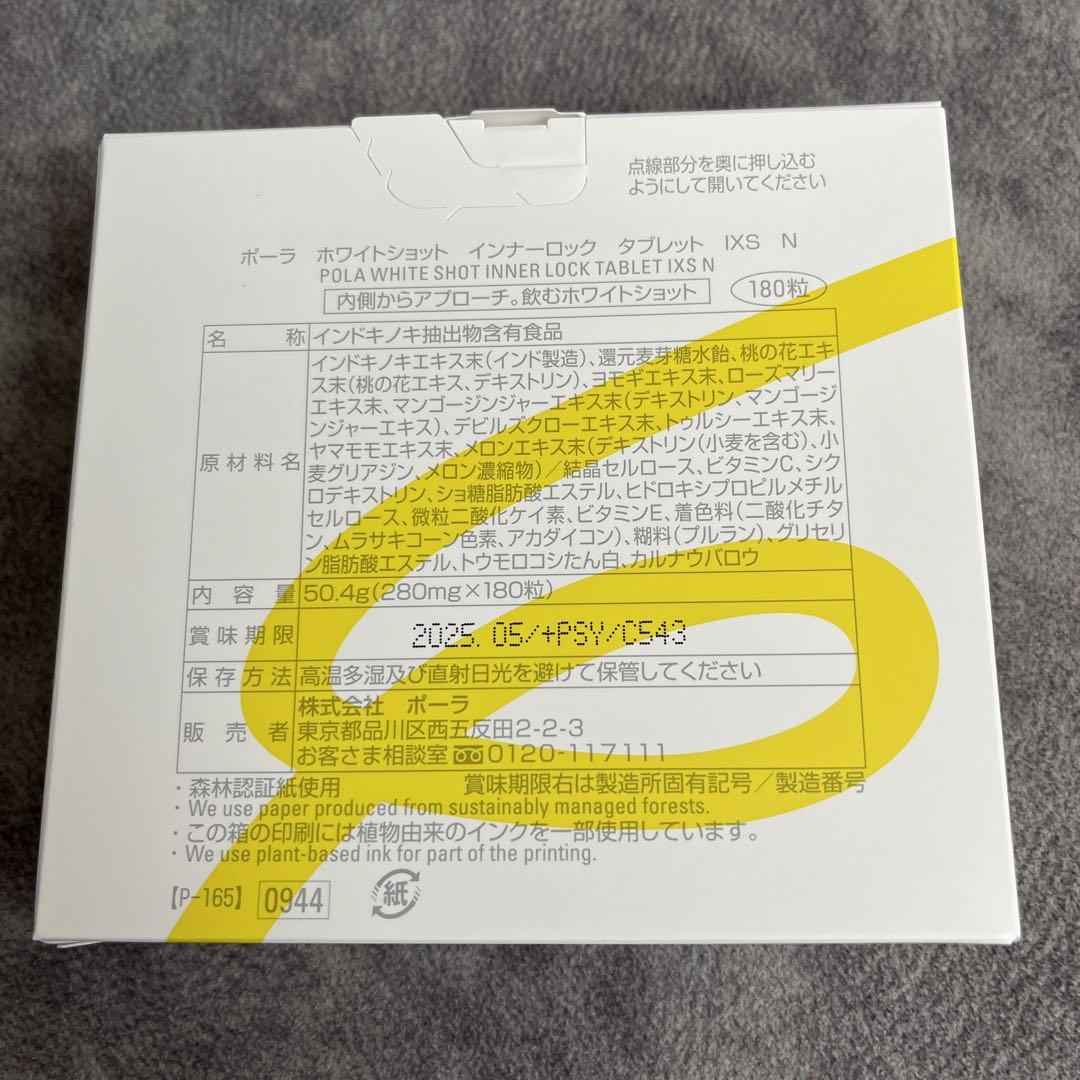 点線部分を奥に押し込む
ようにして開いてください
ポーラ ホワイトショット インナーロック タブレット IXS N
POLA WHITE SHOT INNER LOCK TABLET IXS N
内側からアプローチ。飲むホワイトショット 180粒
名称 インドキノキ抽出物含有食品
原材料名 インドキノキエキス末(インド製造)、還元麦芽糖水飴、桃の花エキ
ス末(桃の花エキス、デキストリン)、ヨモギエキス末、ローズマリー
エキス末、マンゴージンジャーエキス末(デキストリン、マンゴージ
ンジャーエキス)、デビルズクローエキス末、トゥルシーエキス末、
ヤマモモエキス末、メロンエキス末(デキストリン(小麦を含む)、小
麦グリアジン、メロン濃縮物)/結晶セルロース、ビタミンC、シク
ロデキストリン、ショ糖脂肪酸エステル、ヒドロキシプロピルメチル
セルロース、微粒二酸化ケイ素、ビタミンE、着色料(二酸化チタ
ン、ムラサキコーン色素、アカダイコン)、糊料(プルラン)、グリセリ
ン脂肪酸エステル、トウモロコシたん白、カルナウバロウ
内容量 50.4g(280mg×180粒)
賞味期限 2025.05/+PSY/C543
保存方法 高温多湿及び直射日光を避けて保管してください
販売者 株式会社 ポーラ
東京都品川区西五反田2-2-3
お客さま相談室 0120-117111
・森林認証紙使用 賞味期限右は製造所固有記号/製造番号
・We use paper produced from sustainably managed forests.
・この箱の印刷には植物由来のインクを一部使用しています。
・We use plant-based ink for part of the printing.
【P-165】 0944 紙